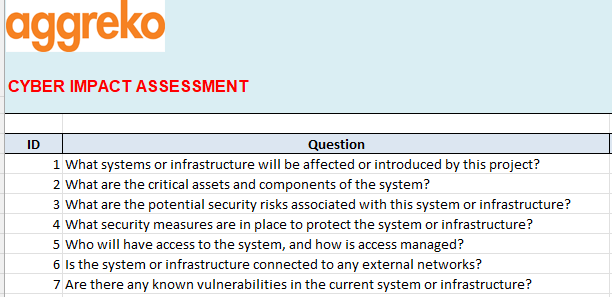 aggreko
CYBER IMPACT ASSESSMENT
ID Question
1 What systems or infrastructure will be affected or introduced by this project?
2 What are the critical assets and components of the system?
3 What are the potential security risks associated with this system or infrastructure?
4 What security measures are in place to protect the system or infrastructure?
5 Who will have access to the system, and how is access managed?
6 Is the system or infrastructure connected to any external networks?
7 Are there any known vulnerabilities in the current system or infrastructure?